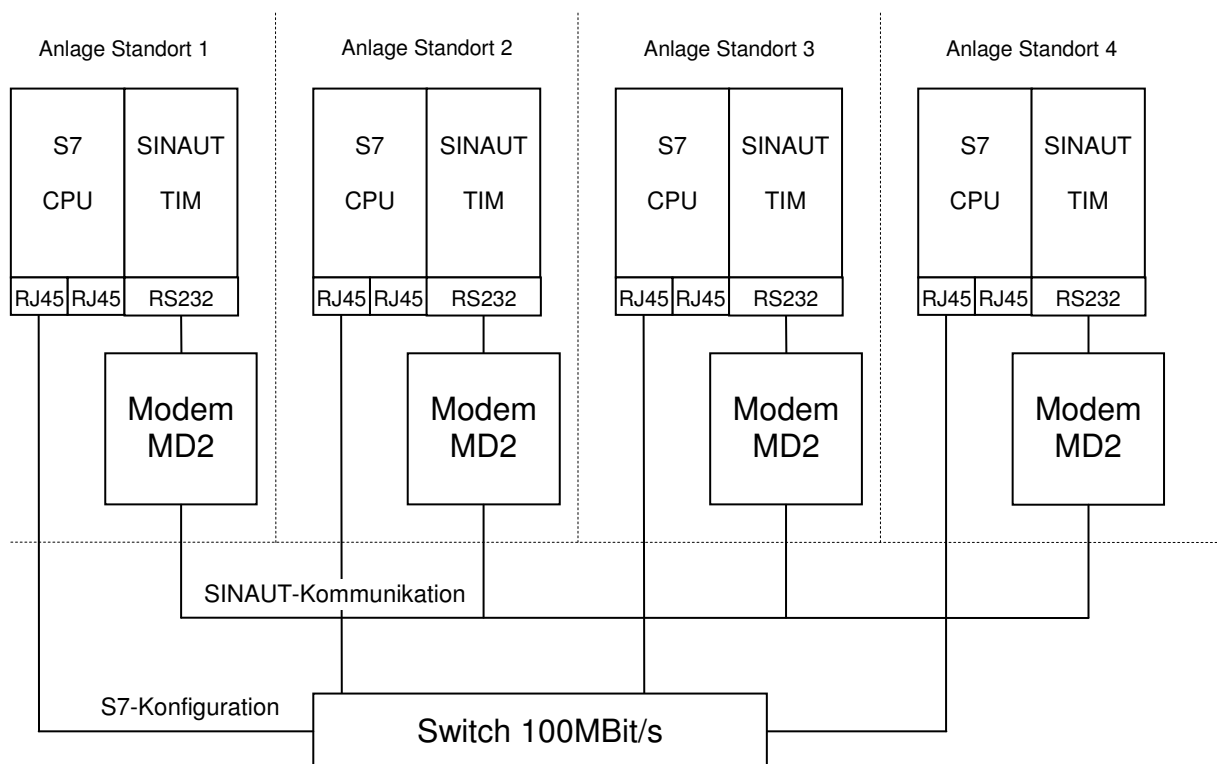 Anlage Standort 1
Anlage Standort 2
Anlage Standort 3
Anlage Standort 4
S7
CPU
SINAUT
TIM
S7
CPU
SINAUT
TIM
S7
CPU
SINAUT
TIM
S7
CPU
SINAUT
TIM
RJ45
RJ45
RS232
RJ45
RJ45
RS232
RJ45
RJ45
RS232
RJ45
RJ45
RS232
Modem
MD2
Modem
MD2
Modem
MD2
Modem
MD2
SINAUT-Kommunikation
S7-Konfiguration
Switch 100MBit/s